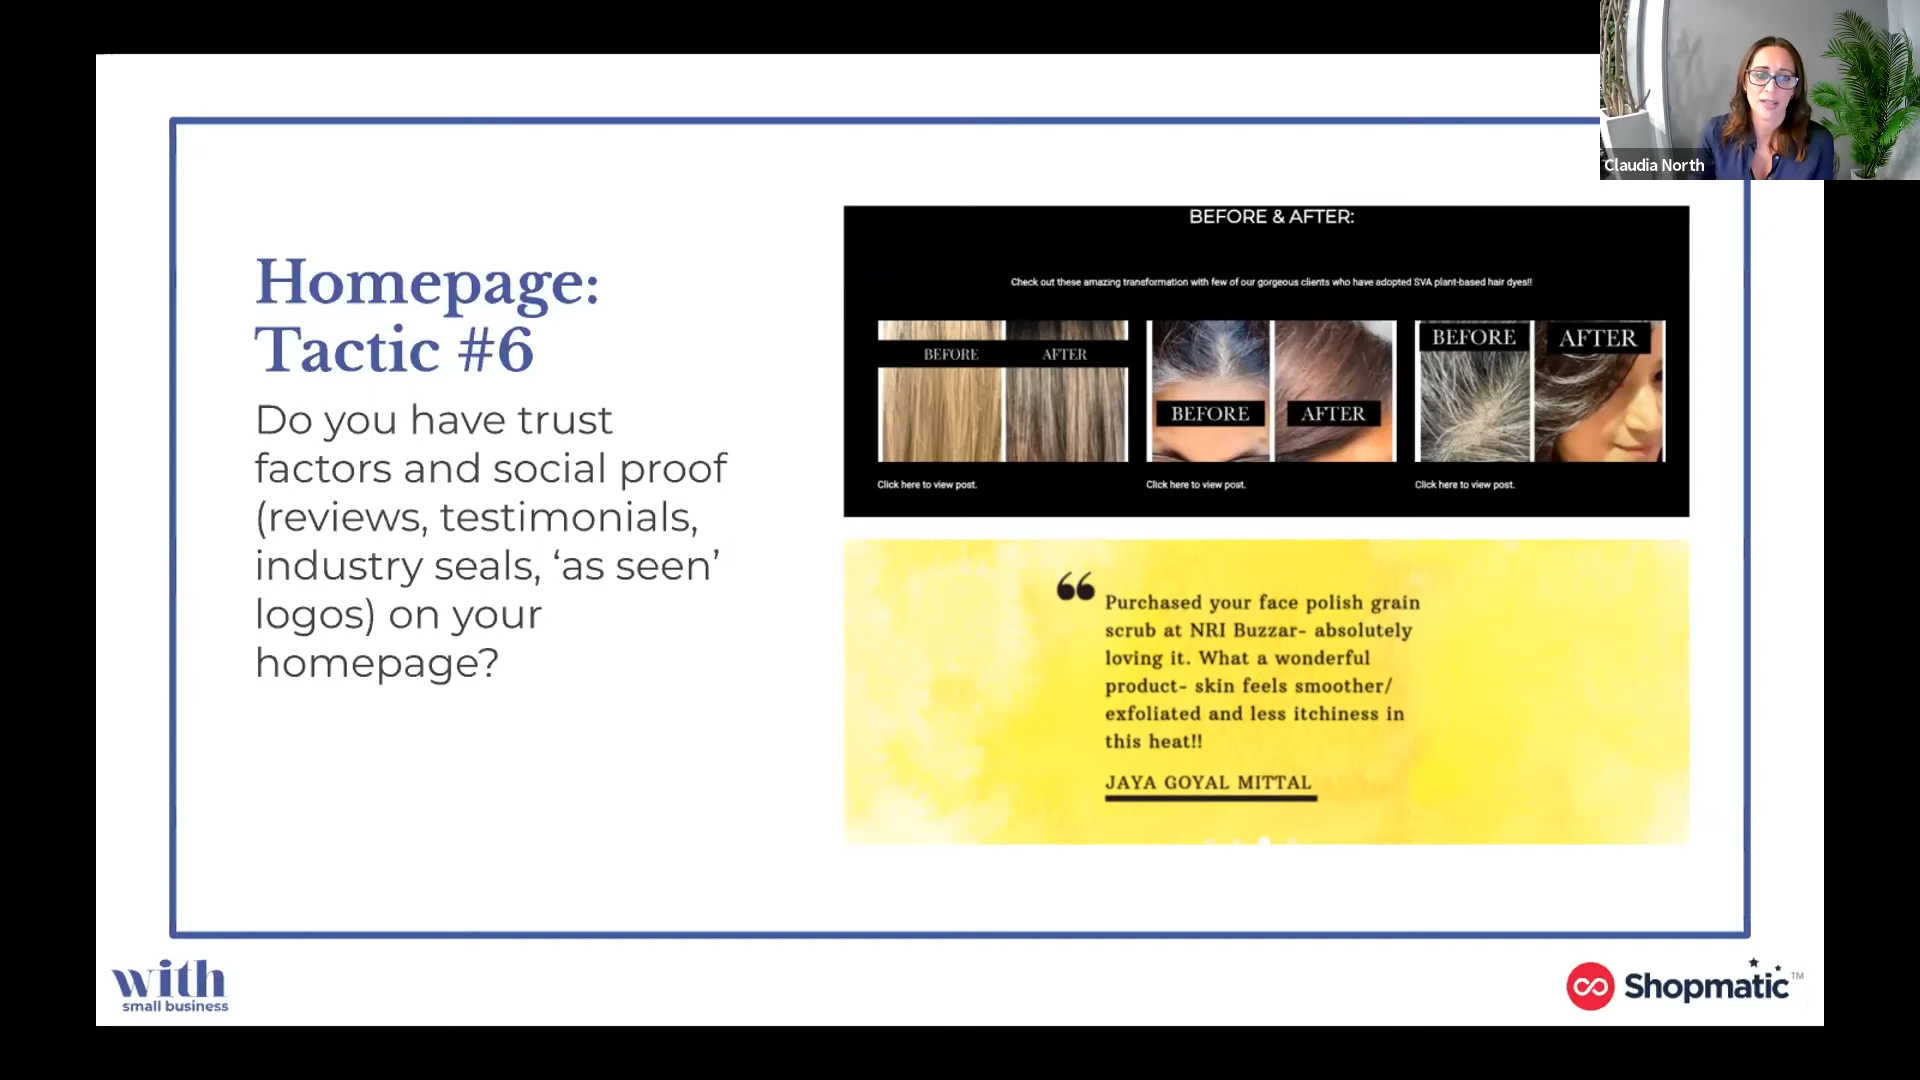 Claudia North
Homepage:
Tactic #6
Do you have trust
factors and social proof
(reviews, testimonials,
industry seals, ‘as seen’
logos) on your
homepage?
BEFORE & AFTER:
Check out these amazing transformation with few of our gorgeous clients who have adopted SVA plant-based hair dyes!!
BEFORE AFTER
BEFORE AFTER
BEFORE AFTER
Click here to view post.
Click here to view post.
Click here to view post.
“
Purchased your face polish grain
scrub at NRI Buzzar- absolutely
loving it. What a wonderful
product- skin feels smoother/
exfoliated and less itchiness in
this heat!!
JAYA GOYAL MITTAL
with
small business
Shopmatic™